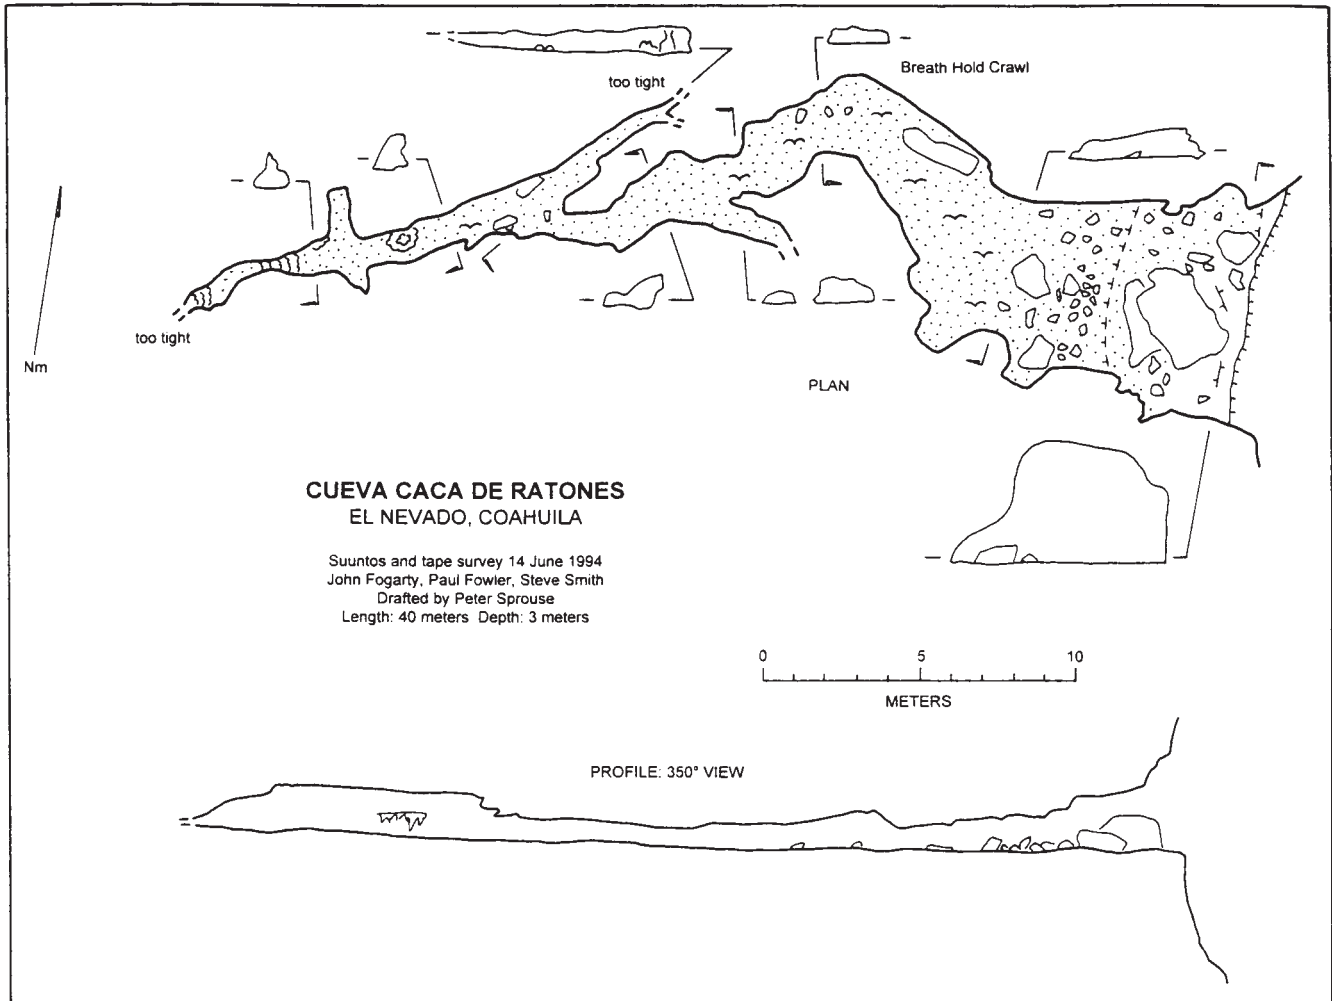 too tight
Breath Hold Crawl
too tight
Nm
PLAN
CUEVA CACA DE RATONES
EL NEVADO, COAHUILA
Suuntos and tape survey 14 June 1994
John Fogarty, Paul Fowler, Steve Smith
Drafted by Peter Sprouse
Length: 40 meters Depth: 3 meters
0 5 10
METERS
PROFILE: 350° VIEW